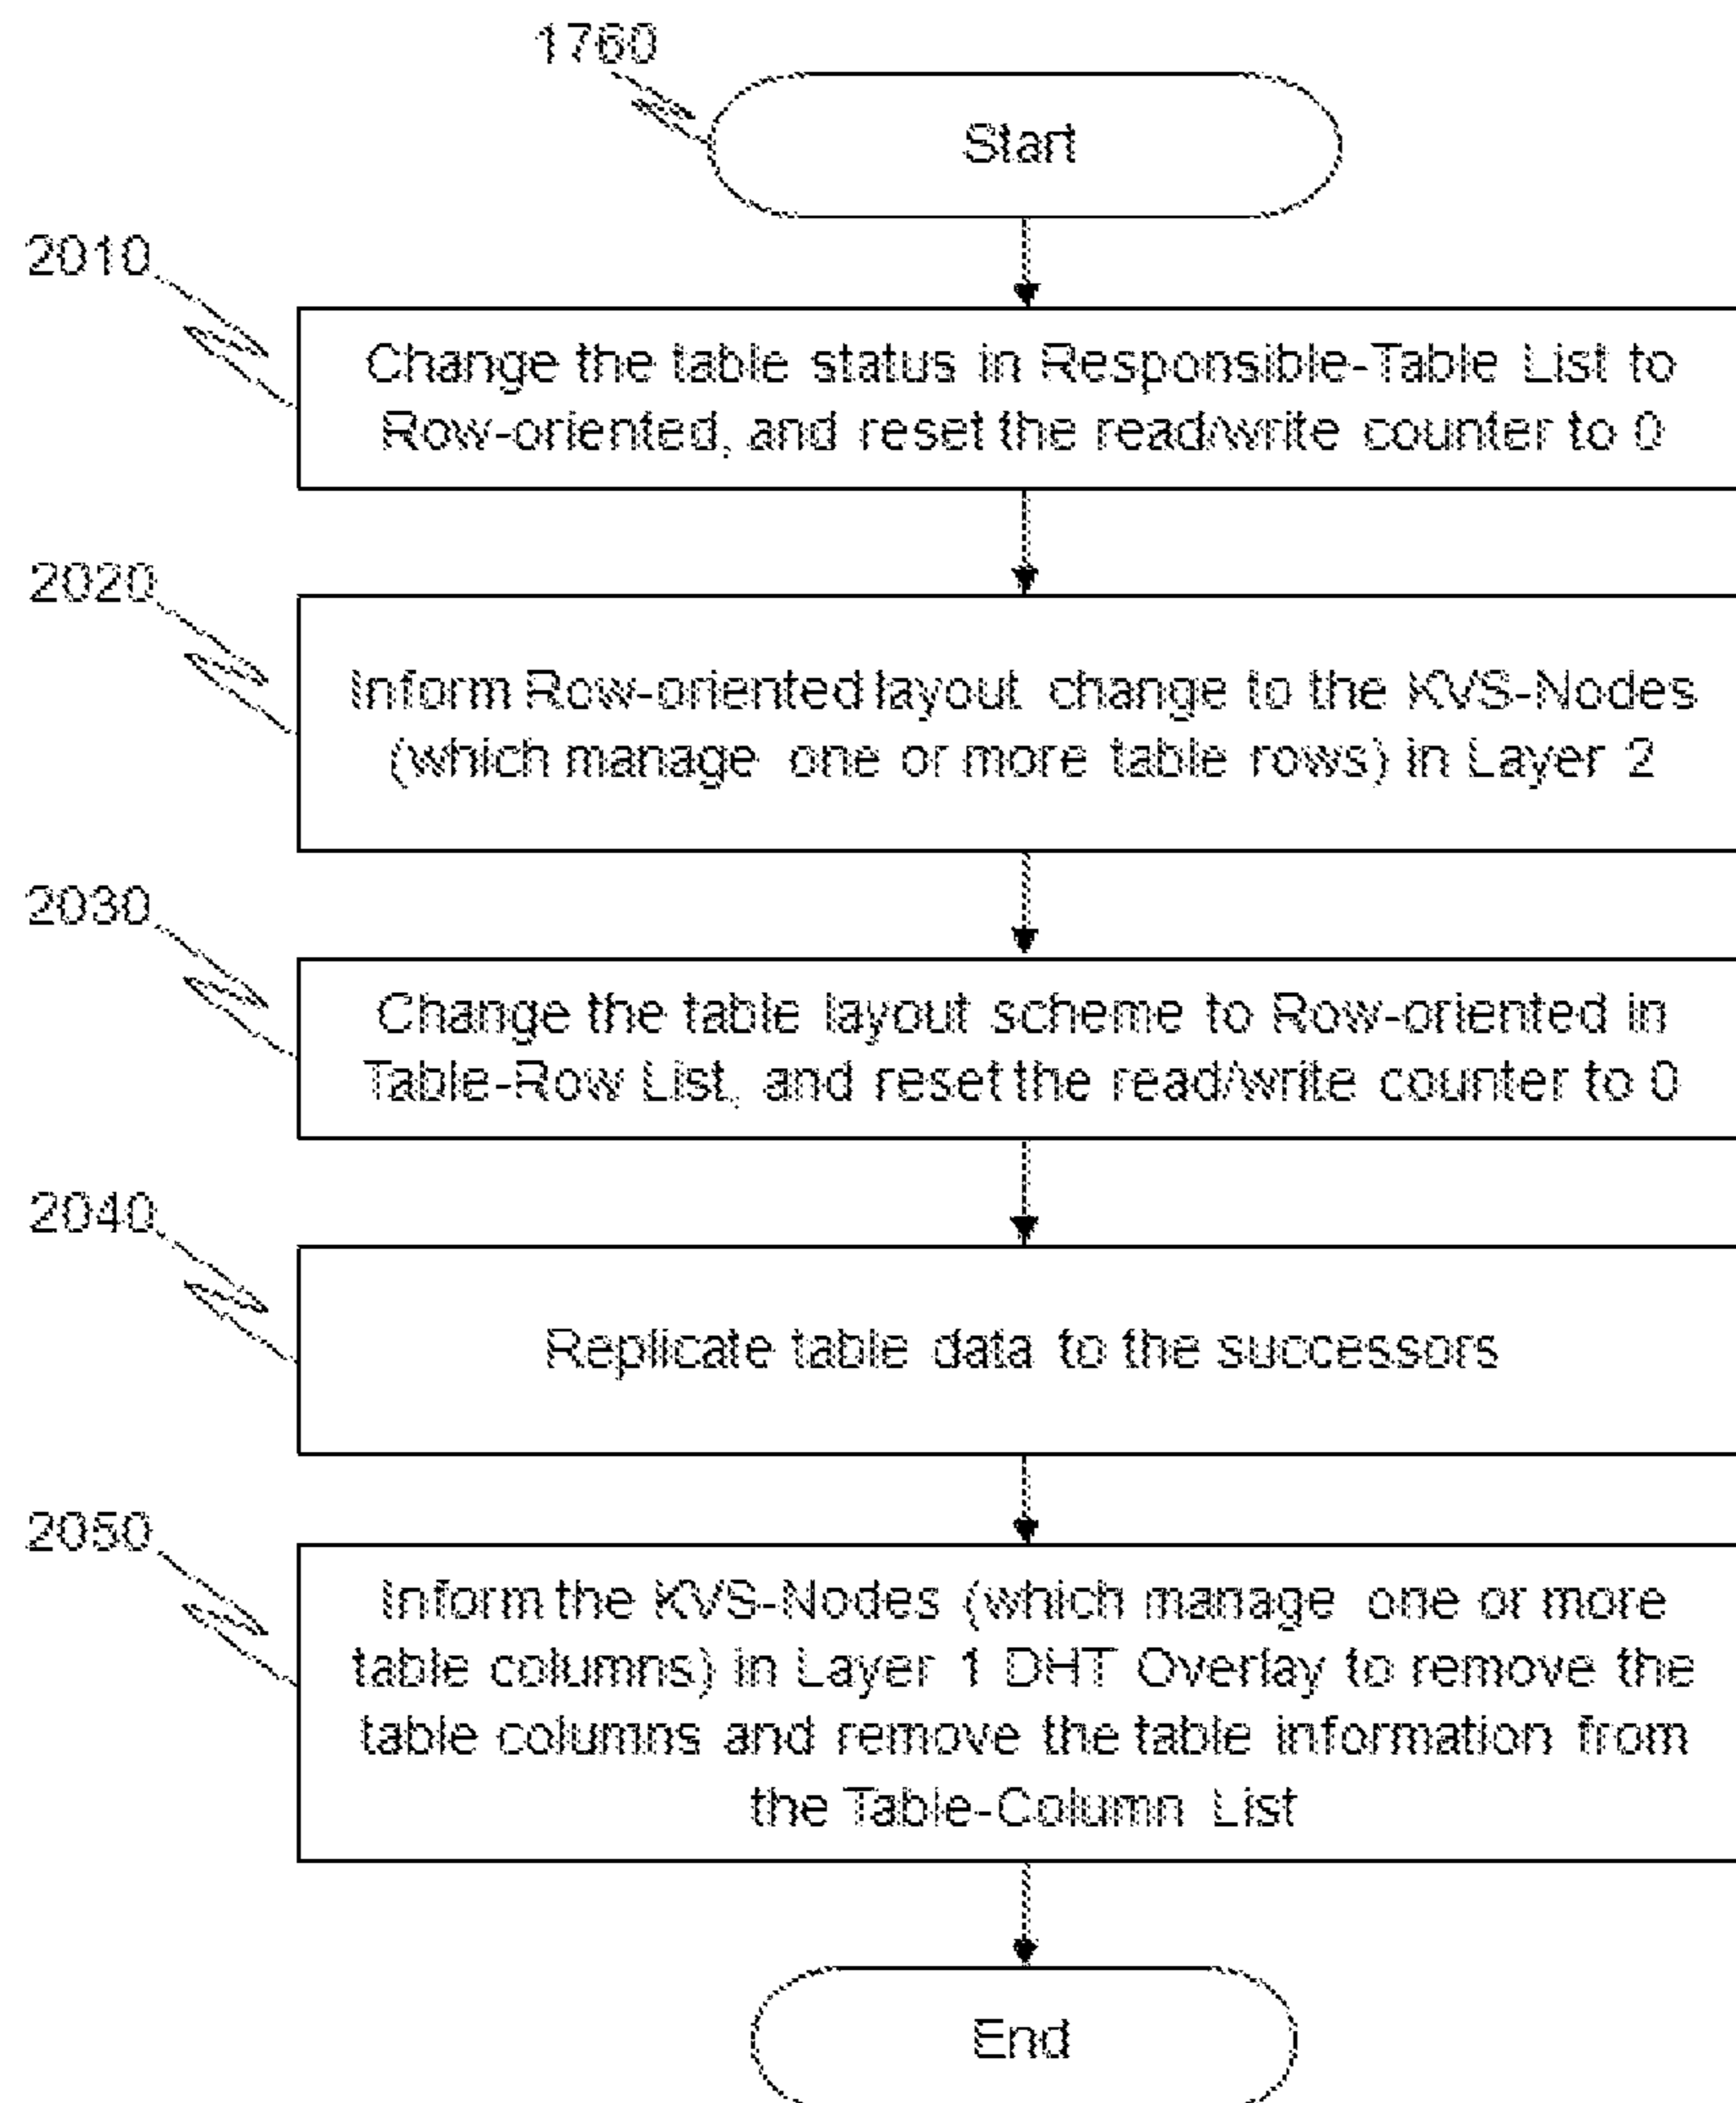 1760
Start
2010
Change the table status in Responsible-Table List to
Row-oriented, and reset the read/write counter to 0
2020
Inform Row-oriented layout change to the KVS-Nodes
(which manage one or more table rows) in Layer 2
2030
Change the table layout scheme to Row-oriented in
Table-Row List, and reset the read/write counter to 0
2040
Replicate table data to the successors
2050
Inform the KVS-Nodes (which manage one or more
table columns) in Layer 1 DHT Overlay to remove the
table columns and remove the table information from
the Table-Column List
End